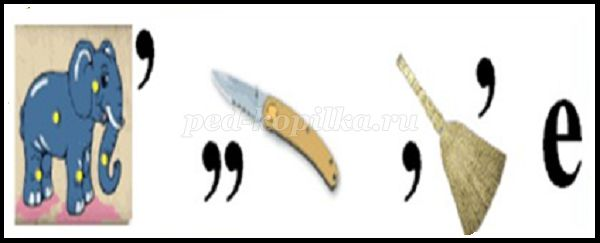 ’ ,, , ’ е
ped-kopilka.ru